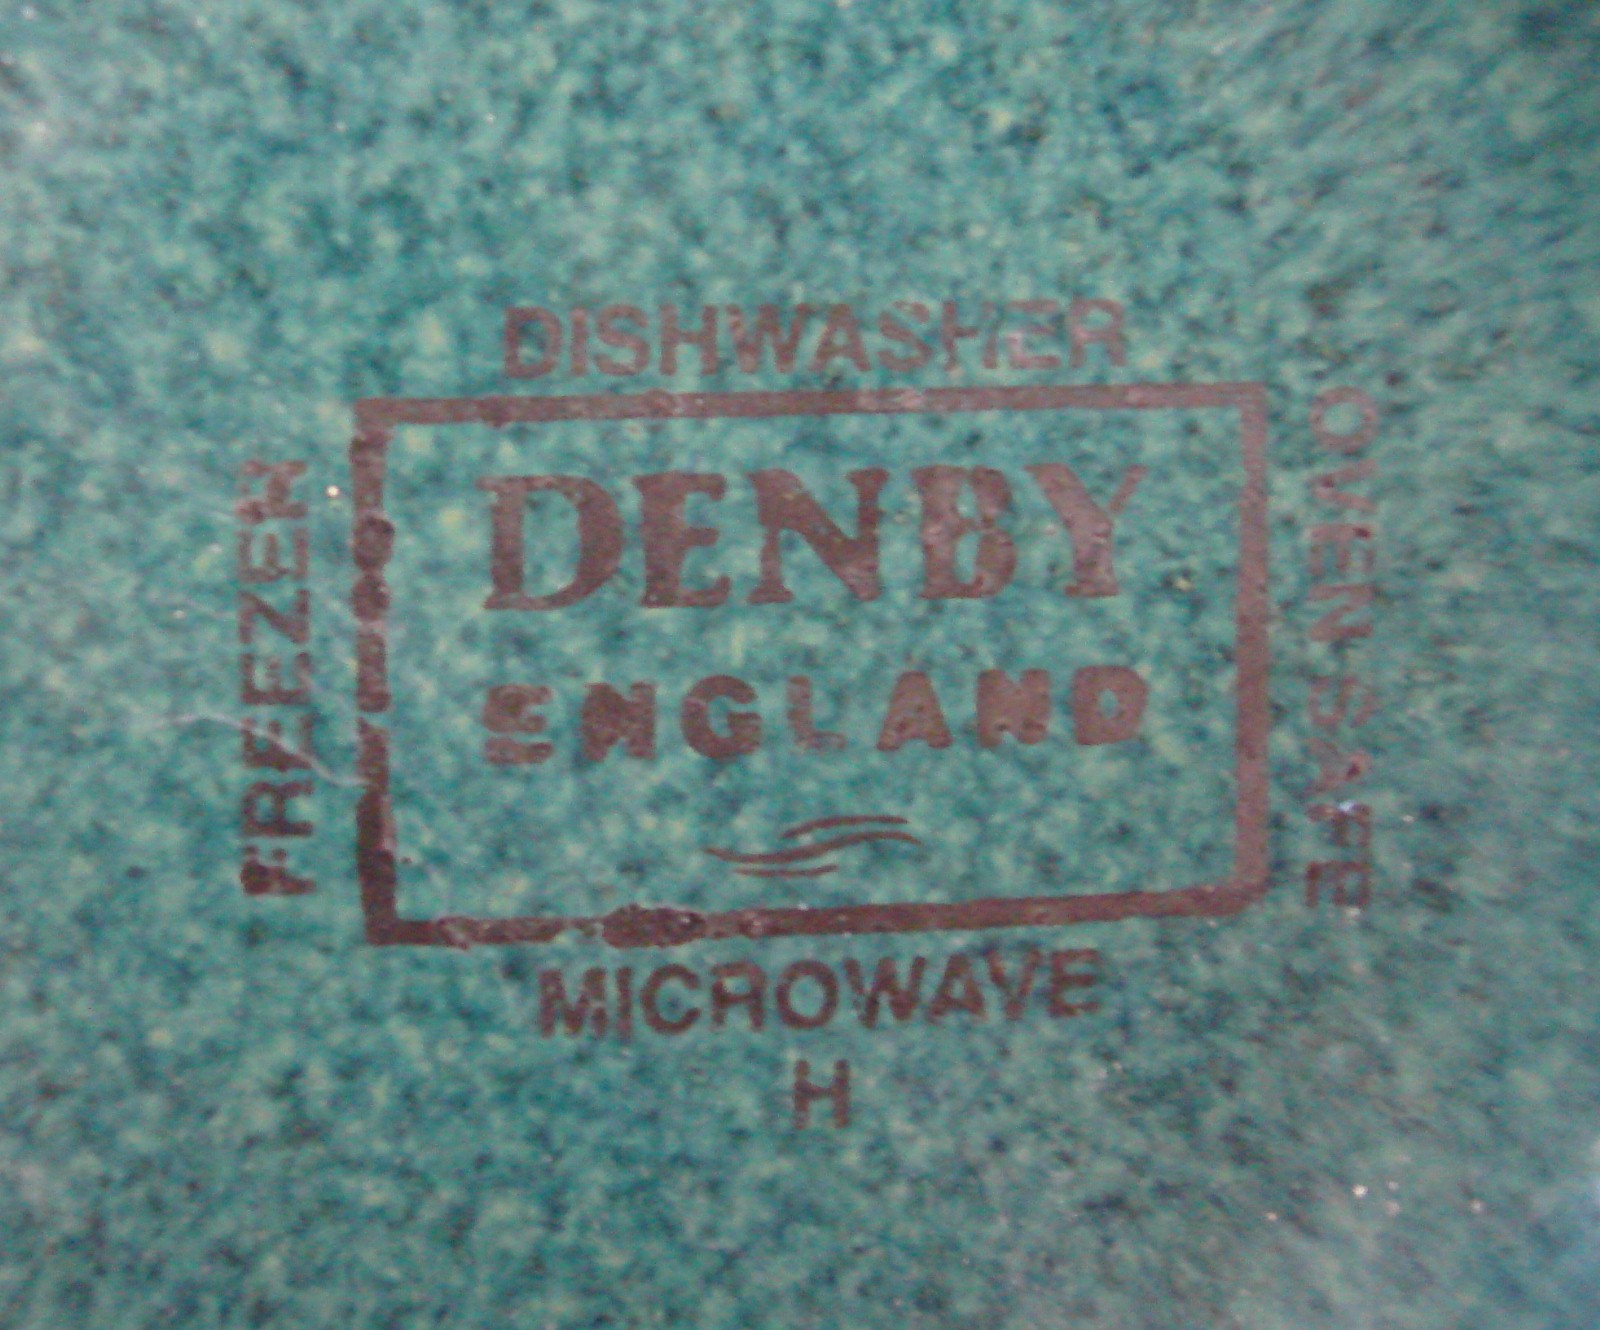 DISHWASHER
FREEZER
DENBY
ENGLAND
OVEN SAFE
MICROWAVE
H